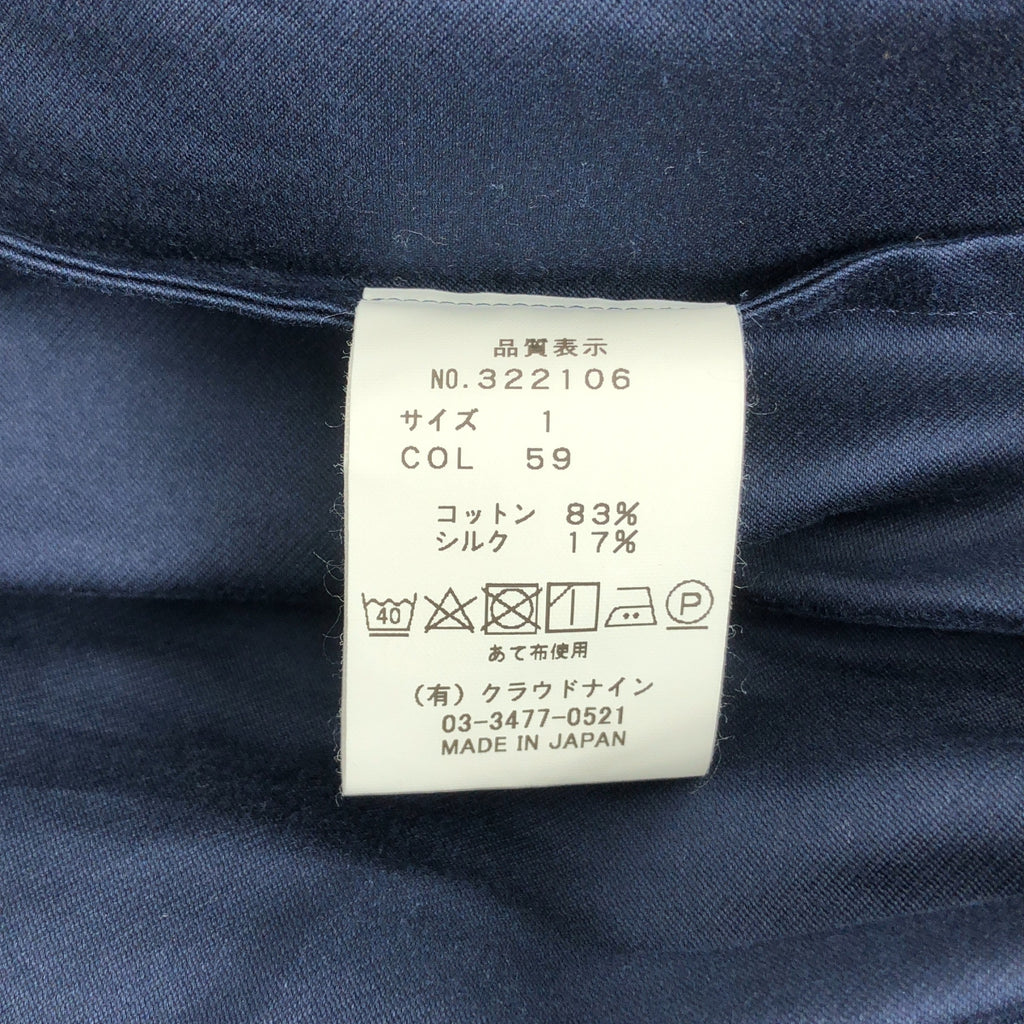 品質表示
NO.322106
サイズ 1
COL 59
コットン 83%
シルク 17%
40 P
あて布使用
(有)クラウドナイン
03-3477-0521
MADE IN JAPAN